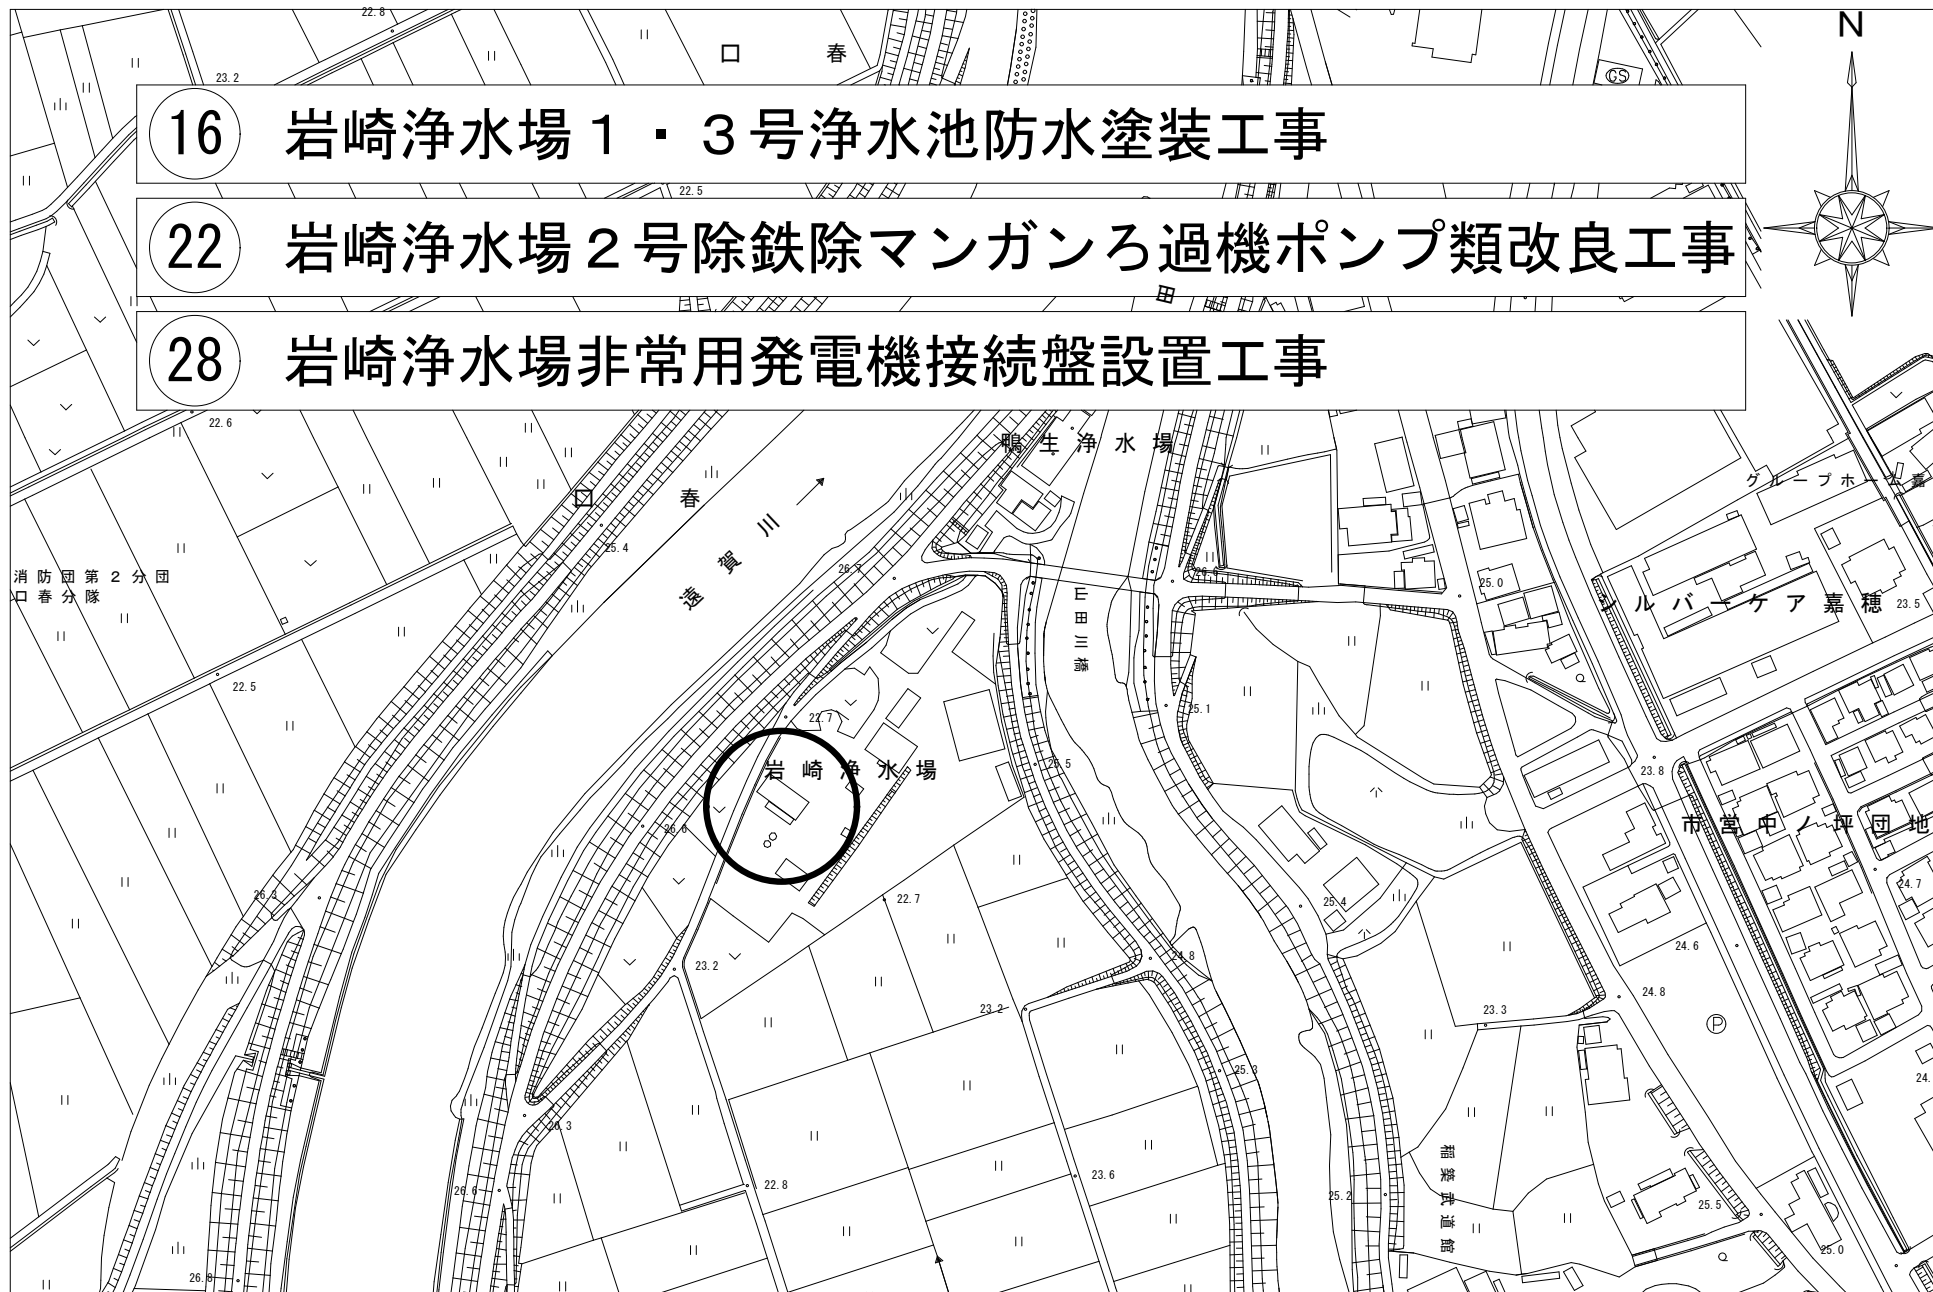 22.8
口 春
N
23.2
GS
16 岩崎浄水場１・３号浄水池防水塗装工事
22.5
22 岩崎浄水場２号除鉄除マンガンろ過機ポンプ類改良工事
田
28 岩崎浄水場非常用発電機接続盤設置工事
22.6
鴨生浄水場
グループホーム嘉
口 春
25.4
遠賀川
26.7
消防団第２分団
口春分隊
25.0
山田川橋
シルバーケア嘉穂
23.5
22.5
22.7
25.1
岩崎浄水場
25.5
23.8
26.6
市営中ノ坪団地
26.3
22.7
25.4
24.7
23.2
24.8
24.6
23.2
23.3
24.8
P
25.3
24.
26.3
稲築武道館
26.6
22.8
23.6
25.2
25.5
26.8
25.0